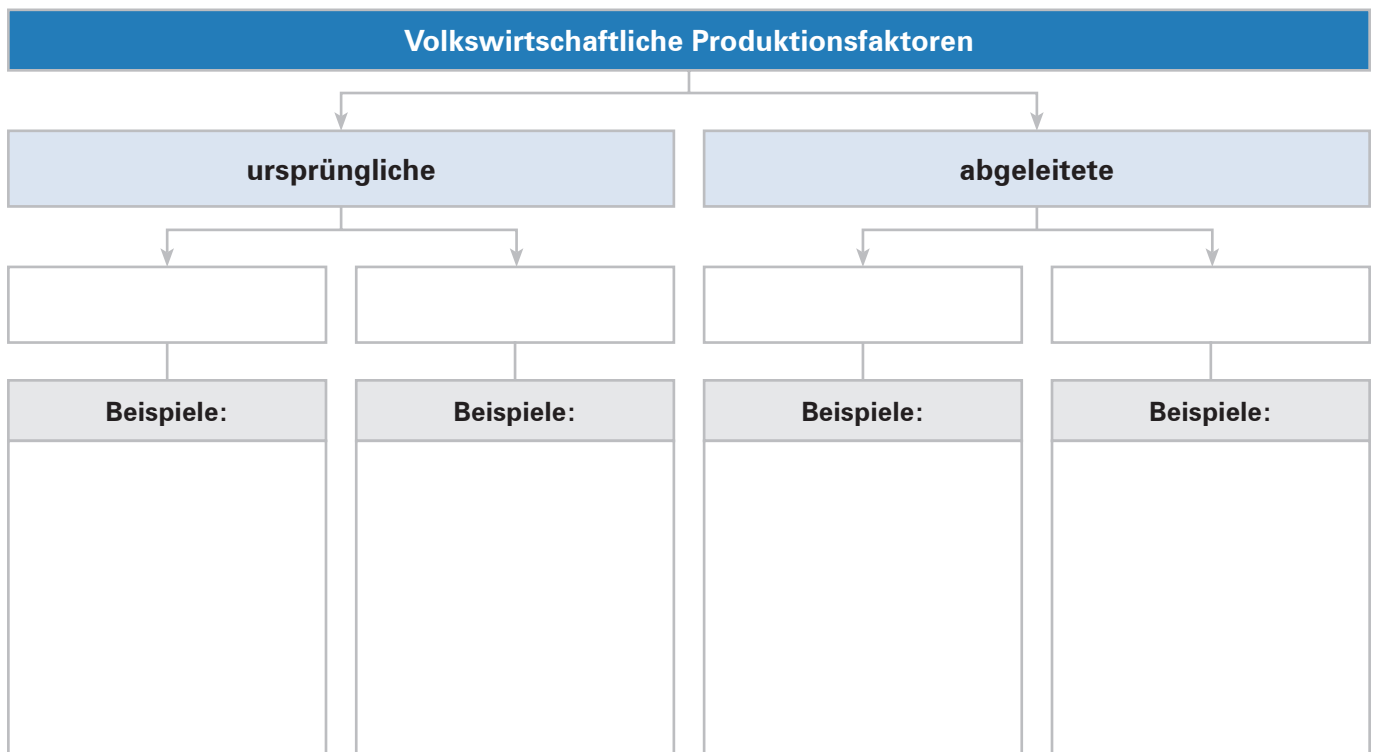 Volkswirtschaftliche Produktionsfaktoren
ursprüngliche
abgeleitete
Beispiele:
Beispiele:
Beispiele:
Beispiele: